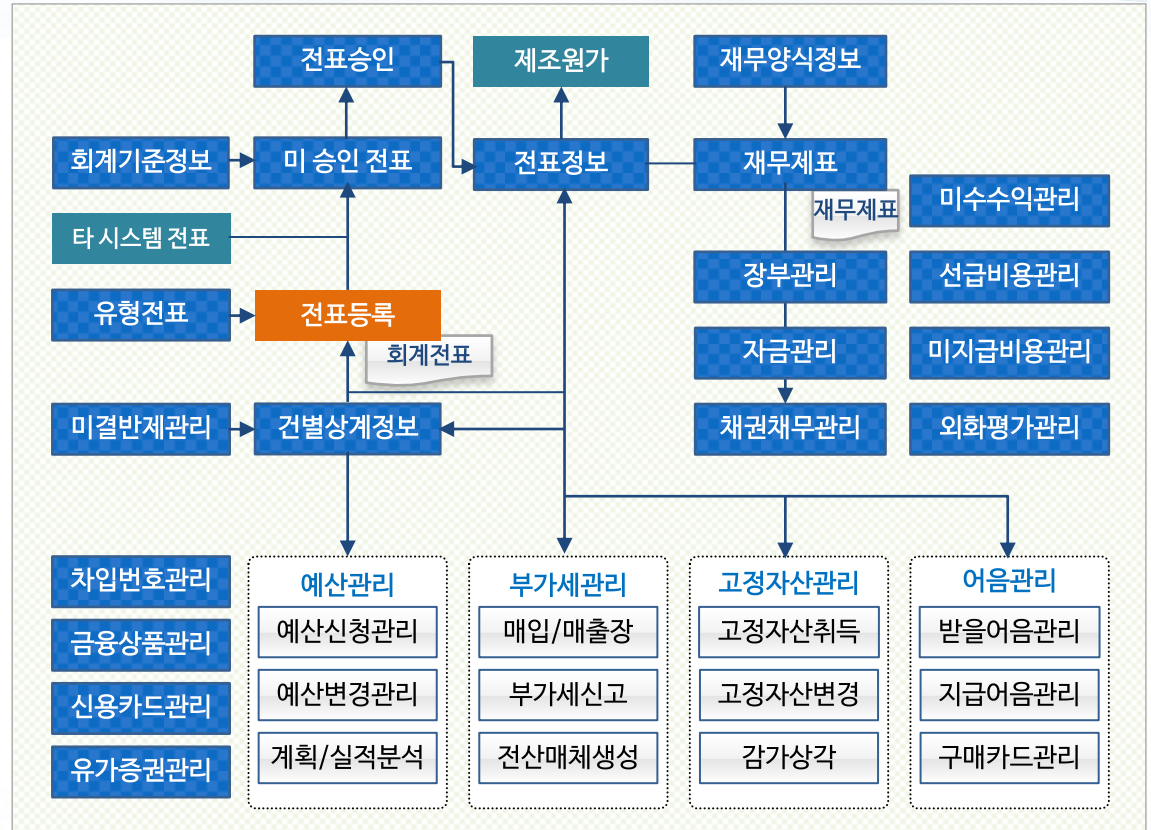 전표승인
제조원가
재무양식정보
회계기준정보
미 승인 전표
전표정보
재무제표
재무제표
미수수익관리
타 시스템 전표
장부관리
선급비용관리
유형전표
전표등록
회계전표
자금관리
미지급비용관리
미결반제관리
건별상계정보
채권채무관리
외화평가관리
차입번호관리
금융상품관리
신용카드관리
유가증권관리
예산관리
예산신청관리
예산변경관리
계획/실적분석
부가세관리
매입/매출장
부가세신고
전산매체생성
고정자산관리
고정자산취득
고정자산변경
감가상각
어음관리
받을어음관리
지급어음관리
구매카드관리